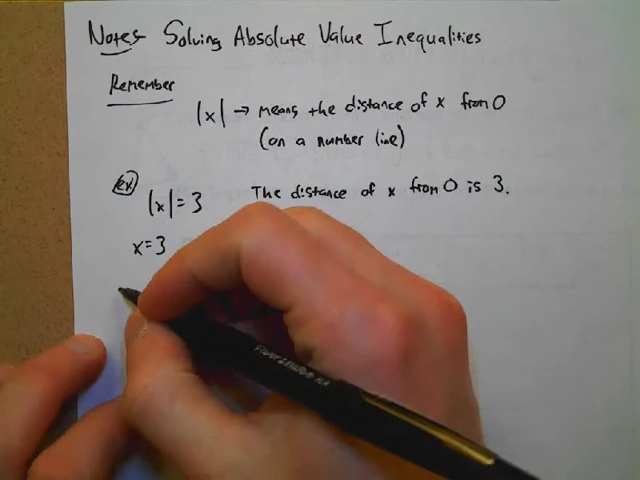 Notes - Solving Absolute Value Inequalities
Remember
|x| → means the distance of x from 0
(on a number line)
ex |x| = 3 The distance of x from 0 is 3.
x=3